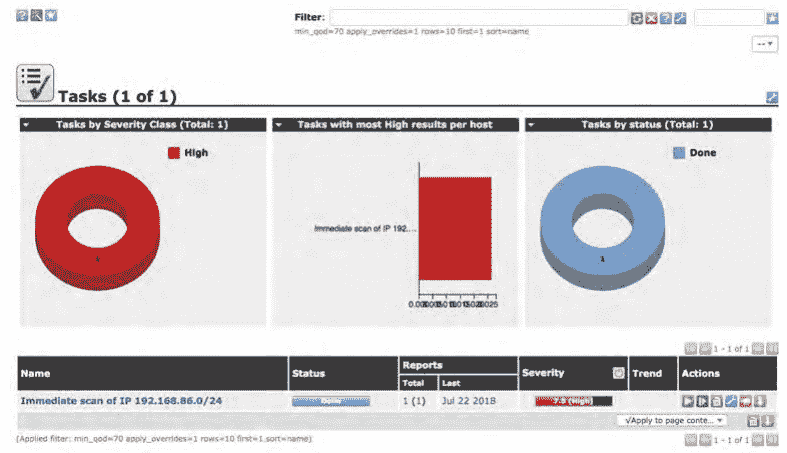 Filter:
min_qod=70 apply_overrides=1 rows=10 first=1 sort=name
--
Tasks (1 of 1)
Tasks by Severity Class (Total: 1)
High
1
Tasks with most High results per host
Immediate scan of IP 192....
Tasks by status (Total: 1)
Done
1
1 - 1 of 1
Name Status Reports Severity Trend Actions
Total Last
Immediate scan of IP 192.168.86.0/24 Done 1 (1) Jul 22 2018 (High)
√Apply to page conte...
(Applied filter: min_qod=70 apply_overrides=1 rows=10 first=1 sort=name)
1 - 1 of 1